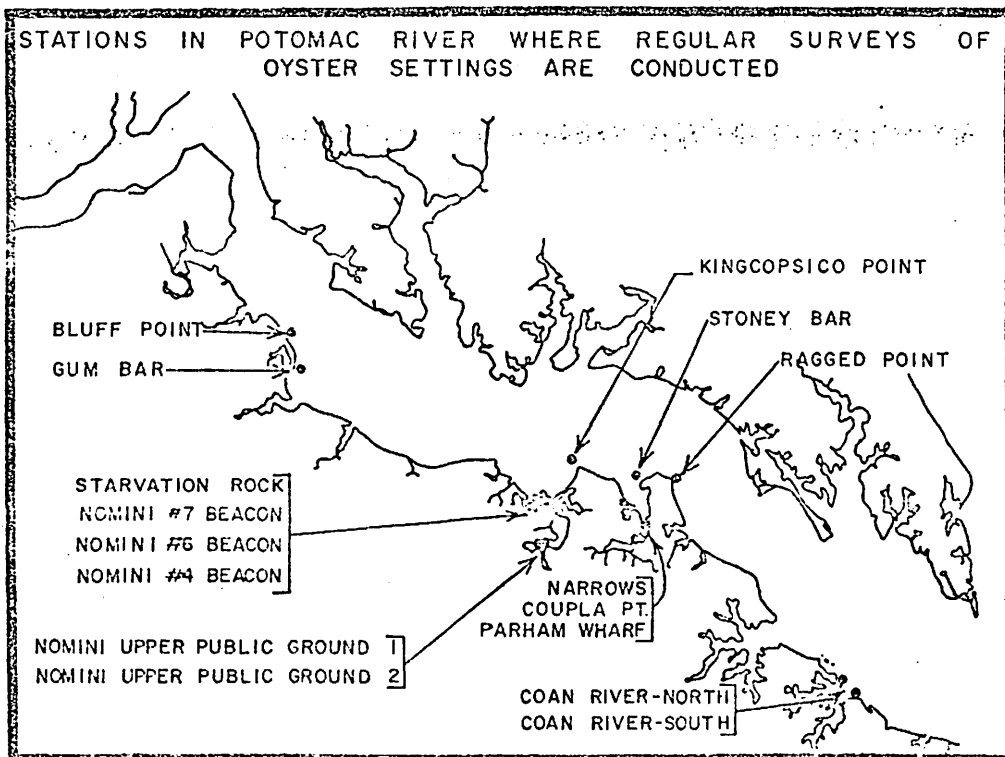 STATIONS IN POTOMAC RIVER WHERE REGULAR SURVEYS OF
OYSTER SETTINGS ARE CONDUCTED
KINGCOPSICO POINT
STONEY BAR
RAGGED POINT
BLUFF POINT
GUM BAR
STARVATION ROCK
NOMINI #7 BEACON
NOMINI #6 BEACON
NOMINI #4 BEACON
NARROWS
COUPLA PT.
PARHAM WHARF
NOMINI UPPER PUBLIC GROUND 1
NOMINI UPPER PUBLIC GROUND 2
COAN RIVER-NORTH
COAN RIVER-SOUTH